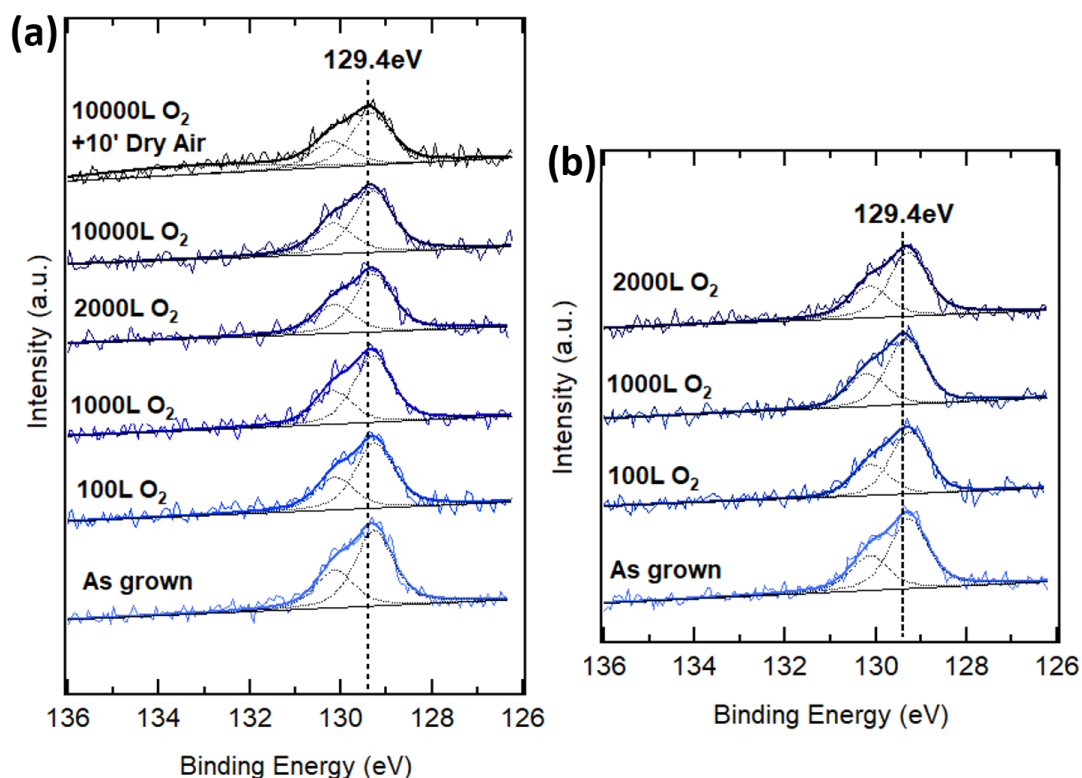 (a)
129.4eV
10000L O₂
+10' Dry Air
10000L O₂
2000L O₂
1000L O₂
100L O₂
As grown
Intensity (a.u.)
136 134 132 130 128 126
Binding Energy (eV)
(b)
129.4eV
2000L O₂
1000L O₂
100L O₂
As grown
Intensity (a.u.)
136 134 132 130 128 126
Binding Energy (eV)